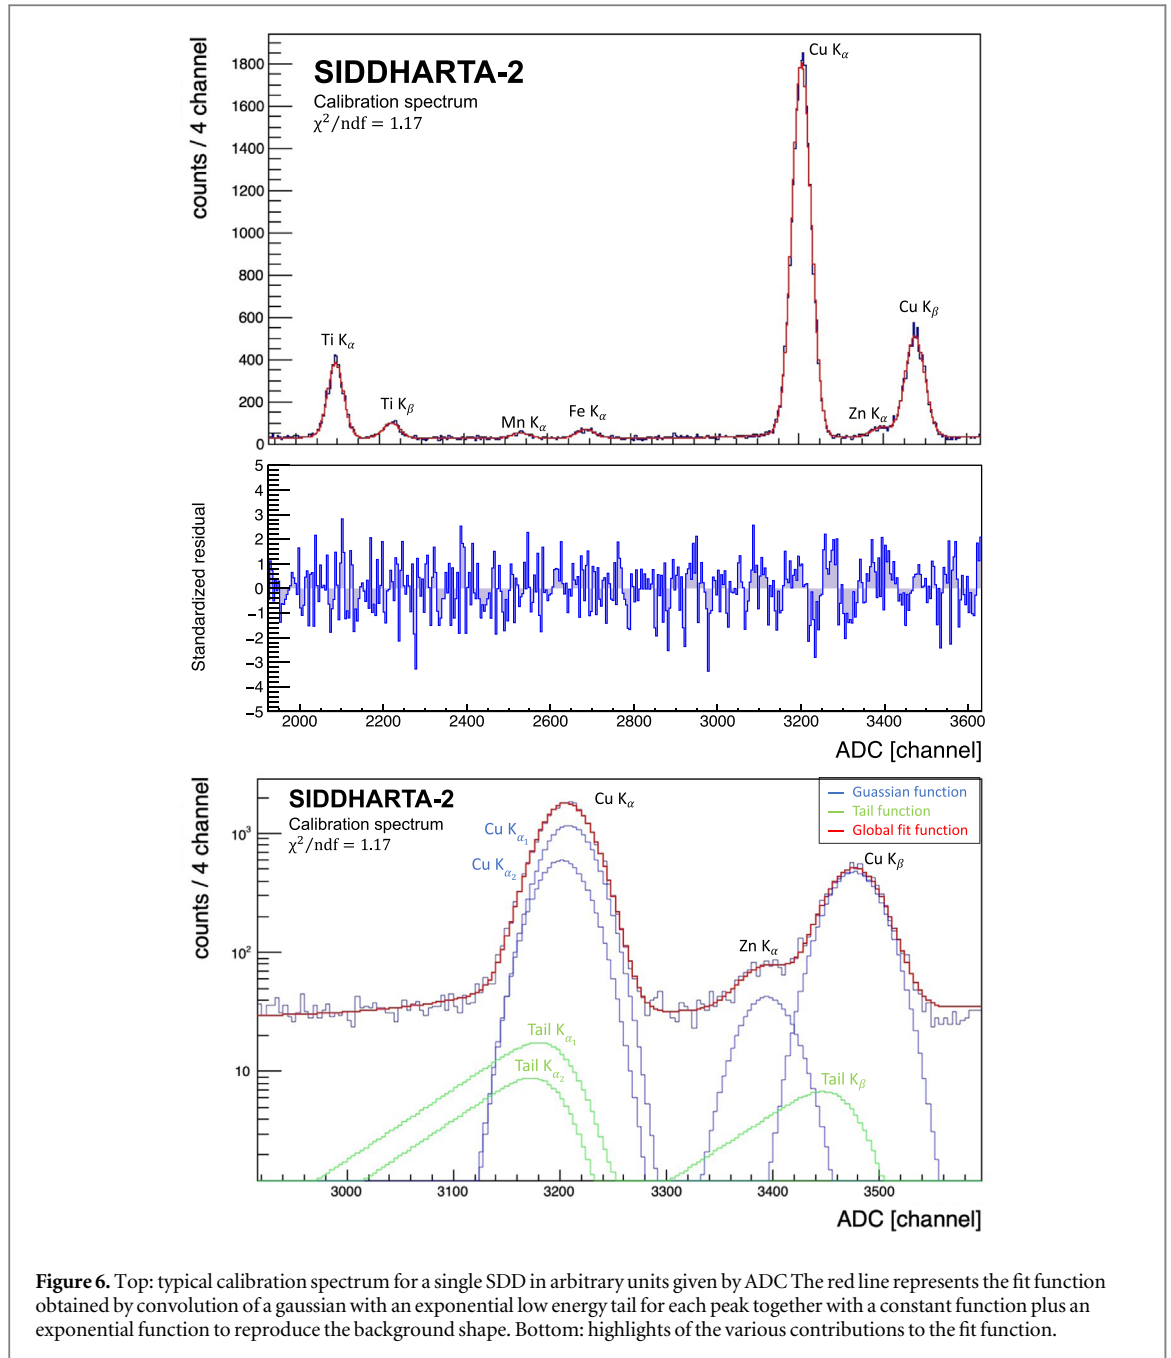 SIDDHARTA-2
Calibration spectrum
χ²/ndf = 1.17
counts / 4 channel
1800
1600
1400
1200
1000
800
600
400
200
0
Ti Kα
Ti Kβ
Mn Kα
Fe Kα
Cu Kα
Zn Kα
Cu Kβ
Standardized residual
5
4
3
2
1
0
−1
−2
−3
−4
−5
2000 2200 2400 2600 2800 3000 3200 3400 3600
ADC [channel]
SIDDHARTA-2
Calibration spectrum
χ²/ndf = 1.17
counts / 4 channel
10³
10²
10
Cu Kα
Cu Kα₁
Cu Kα₂
Guassian function
Tail function
Global fit function
Cu Kβ
Zn Kα
Tail Kα₁
Tail Kα₂
Tail Kβ
3000 3100 3200 3300 3400 3500
ADC [channel]
Figure 6. Top: typical calibration spectrum for a single SDD in arbitrary units given by ADC The red line represents the fit function
obtained by convolution of a gaussian with an exponential low energy tail for each peak together with a constant function plus an
exponential function to reproduce the background shape. Bottom: highlights of the various contributions to the fit function.